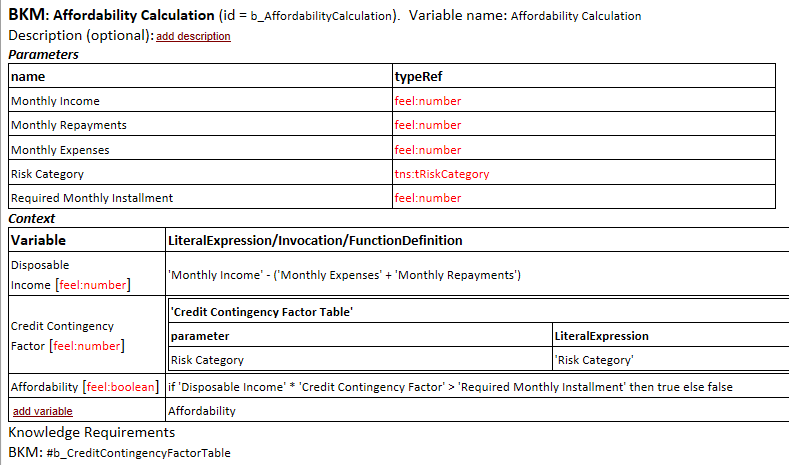 BKM: Affordability Calculation (id = b_AffordabilityCalculation). Variable name: Affordability Calculation
Description (optional): add description
Parameters
name typeRef
Monthly Income feel:number
Monthly Repayments feel:number
Monthly Expenses feel:number
Risk Category tns:tRiskCategory
Required Monthly Installment feel:number
Context
Variable LiteralExpression/Invocation/FunctionDefinition
Disposable
Income [feel:number]
'Monthly Income' - ('Monthly Expenses' + 'Monthly Repayments')
Credit Contingency
Factor [feel:number]
'Credit Contingency Factor Table'
parameter LiteralExpression
Risk Category 'Risk Category'
Affordability [feel:boolean] if 'Disposable Income' * 'Credit Contingency Factor' > 'Required Monthly Installment' then true else false
add variable Affordability
Knowledge Requirements
BKM: #b_CreditContingencyFactorTable